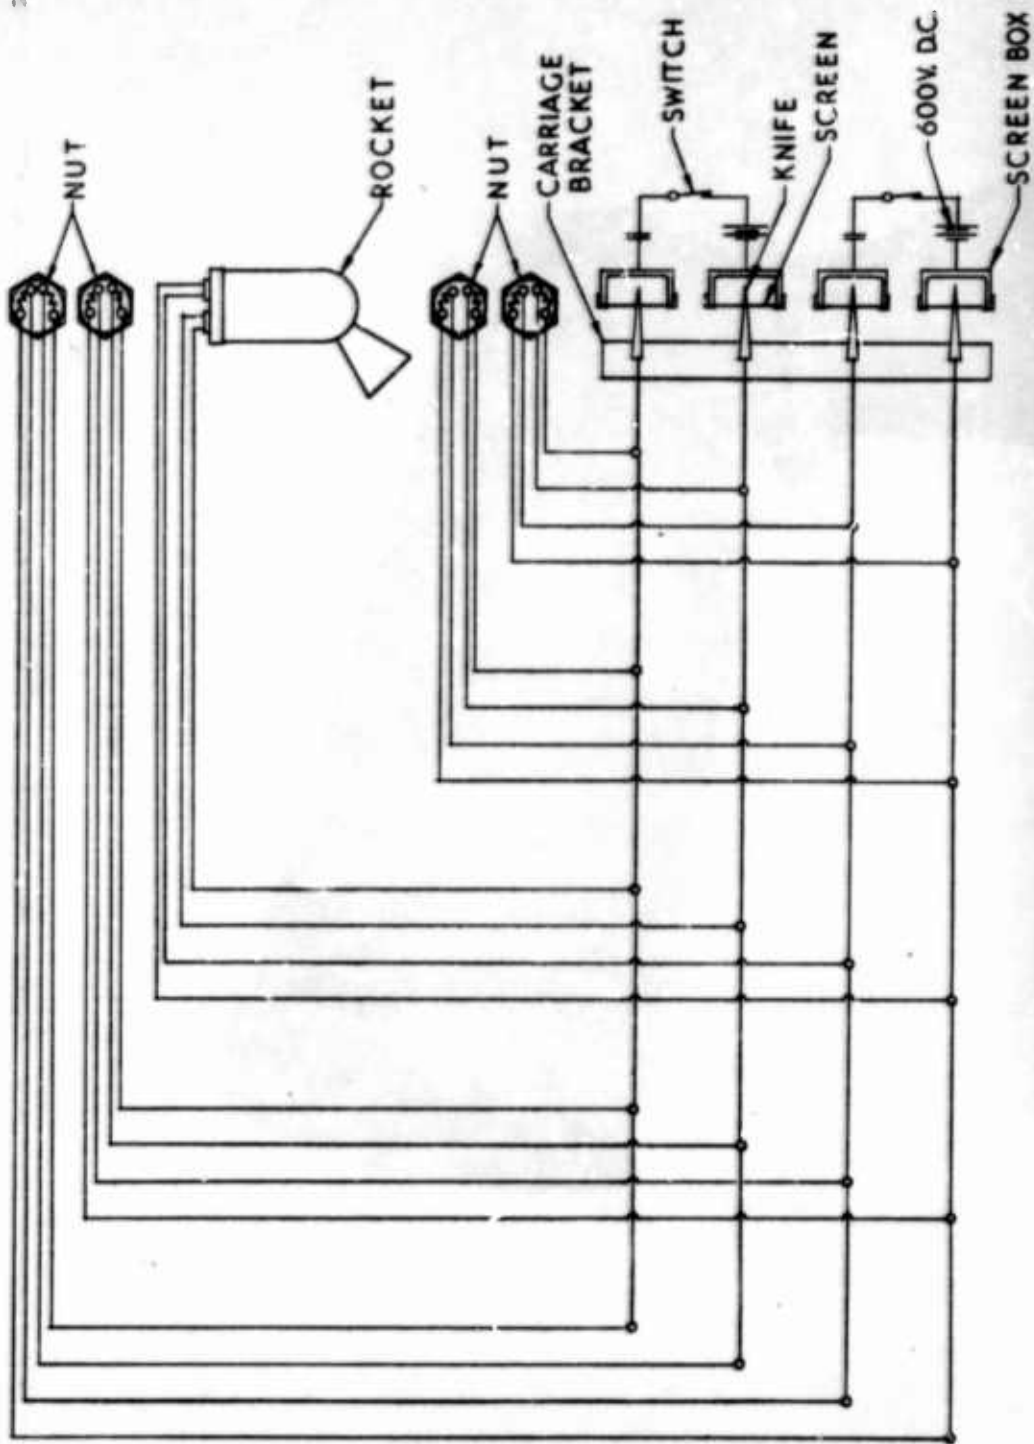 NUT
ROCKET
NUT
CARRIAGE
BRACKET
SWITCH
KNIFE
SCREEN
600V. D.C.
SCREEN BOX